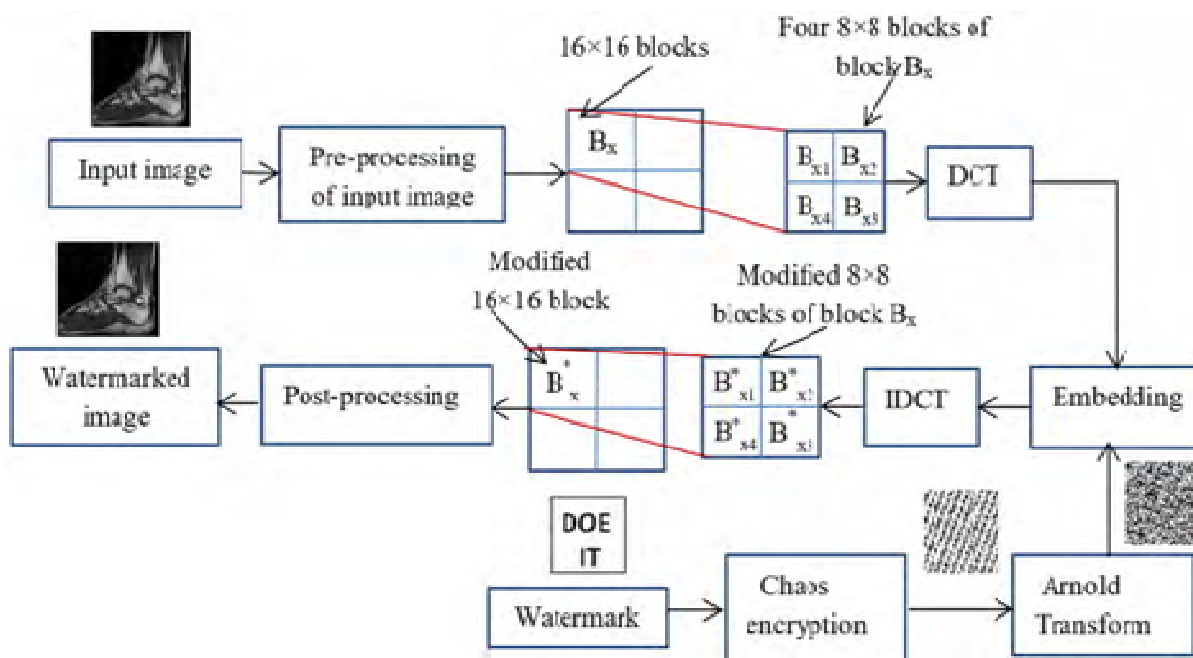 16×16 blocks
Four 8×8 blocks of
block Bx
Input image
Pre-processing
of input image
Bx
Bx1 Bx2
Bx4 Bx3
DCT
Modified
16×16 block
Modified 8×8
blocks of block Bx
Watermarked
image
Post-processing
B*x
B*x1 B*x2
B*x4 B*x3
IDCT
Embedding
DOE
IT
Watermark
Chaos
encryption
Arnold
Transform